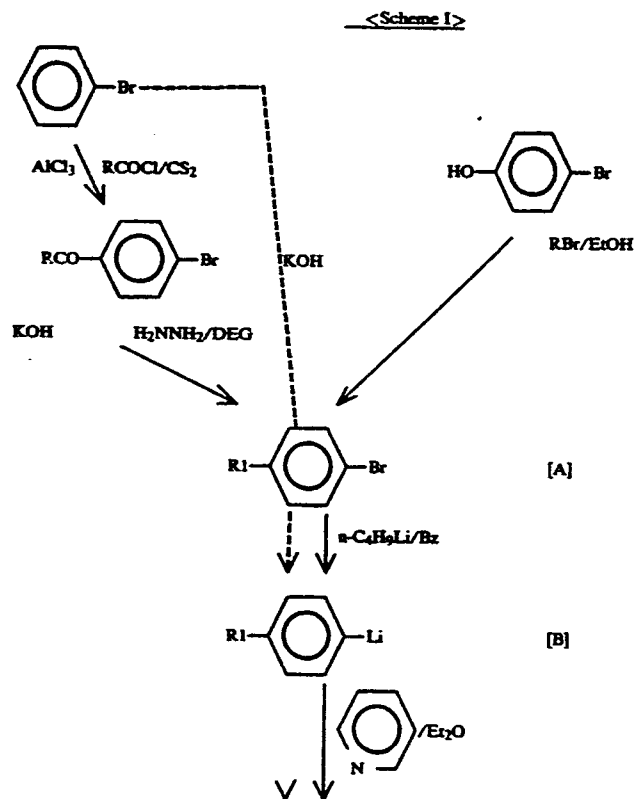 <Scheme I>
Br
AlCl3 RCOCl/CS2
HO Br
RCO Br
KOH
RBr/EtOH
KOH H2NNH2/DEG
R1 Br [A]
n-C4H9Li/Bz
R1 Li [B]
/Et2O
N